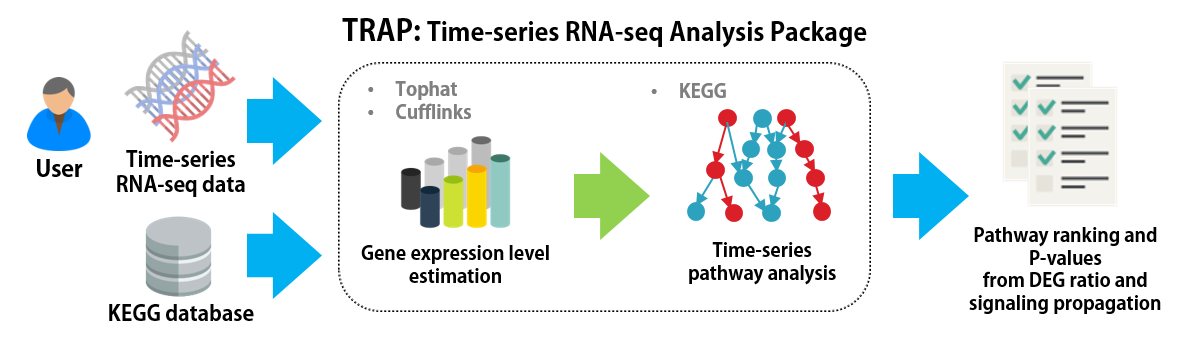 TRAP: Time-series RNA-seq Analysis Package
User
Time-series
RNA-seq data
KEGG database
• Tophat
• Cufflinks
Gene expression level
estimation
• KEGG
Time-series
pathway analysis
Pathway ranking and
P-values
from DEG ratio and
signaling propagation